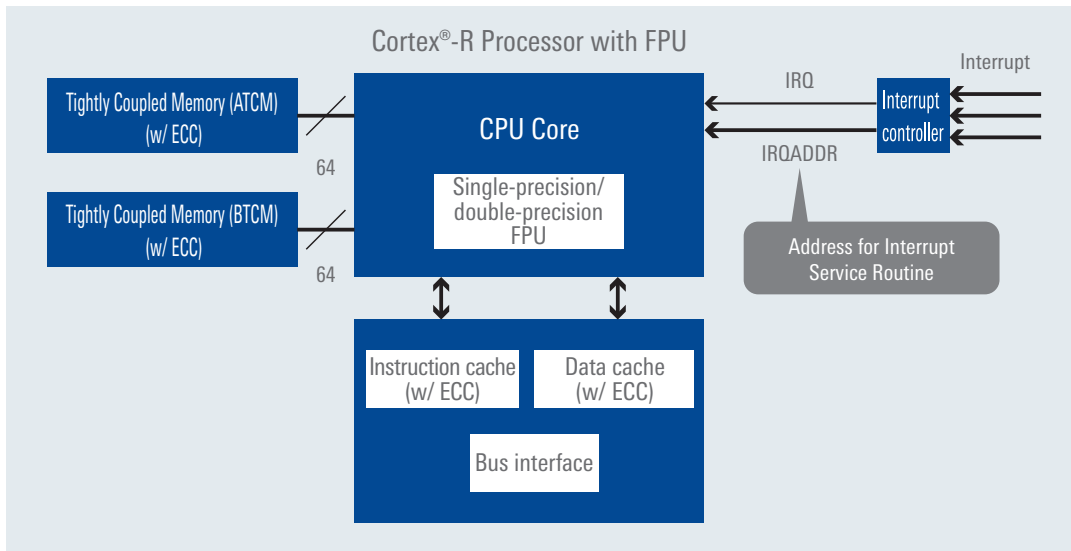 Cortex®-R Processor with FPU
Tightly Coupled Memory (ATCM)
(w/ ECC)
64
Tightly Coupled Memory (BTCM)
(w/ ECC)
64
CPU Core
Single-precision/
double-precision
FPU
IRQ
IRQADDR
Interrupt
controller
Interrupt
Address for Interrupt
Service Routine
Instruction cache
(w/ ECC)
Data cache
(w/ ECC)
Bus interface